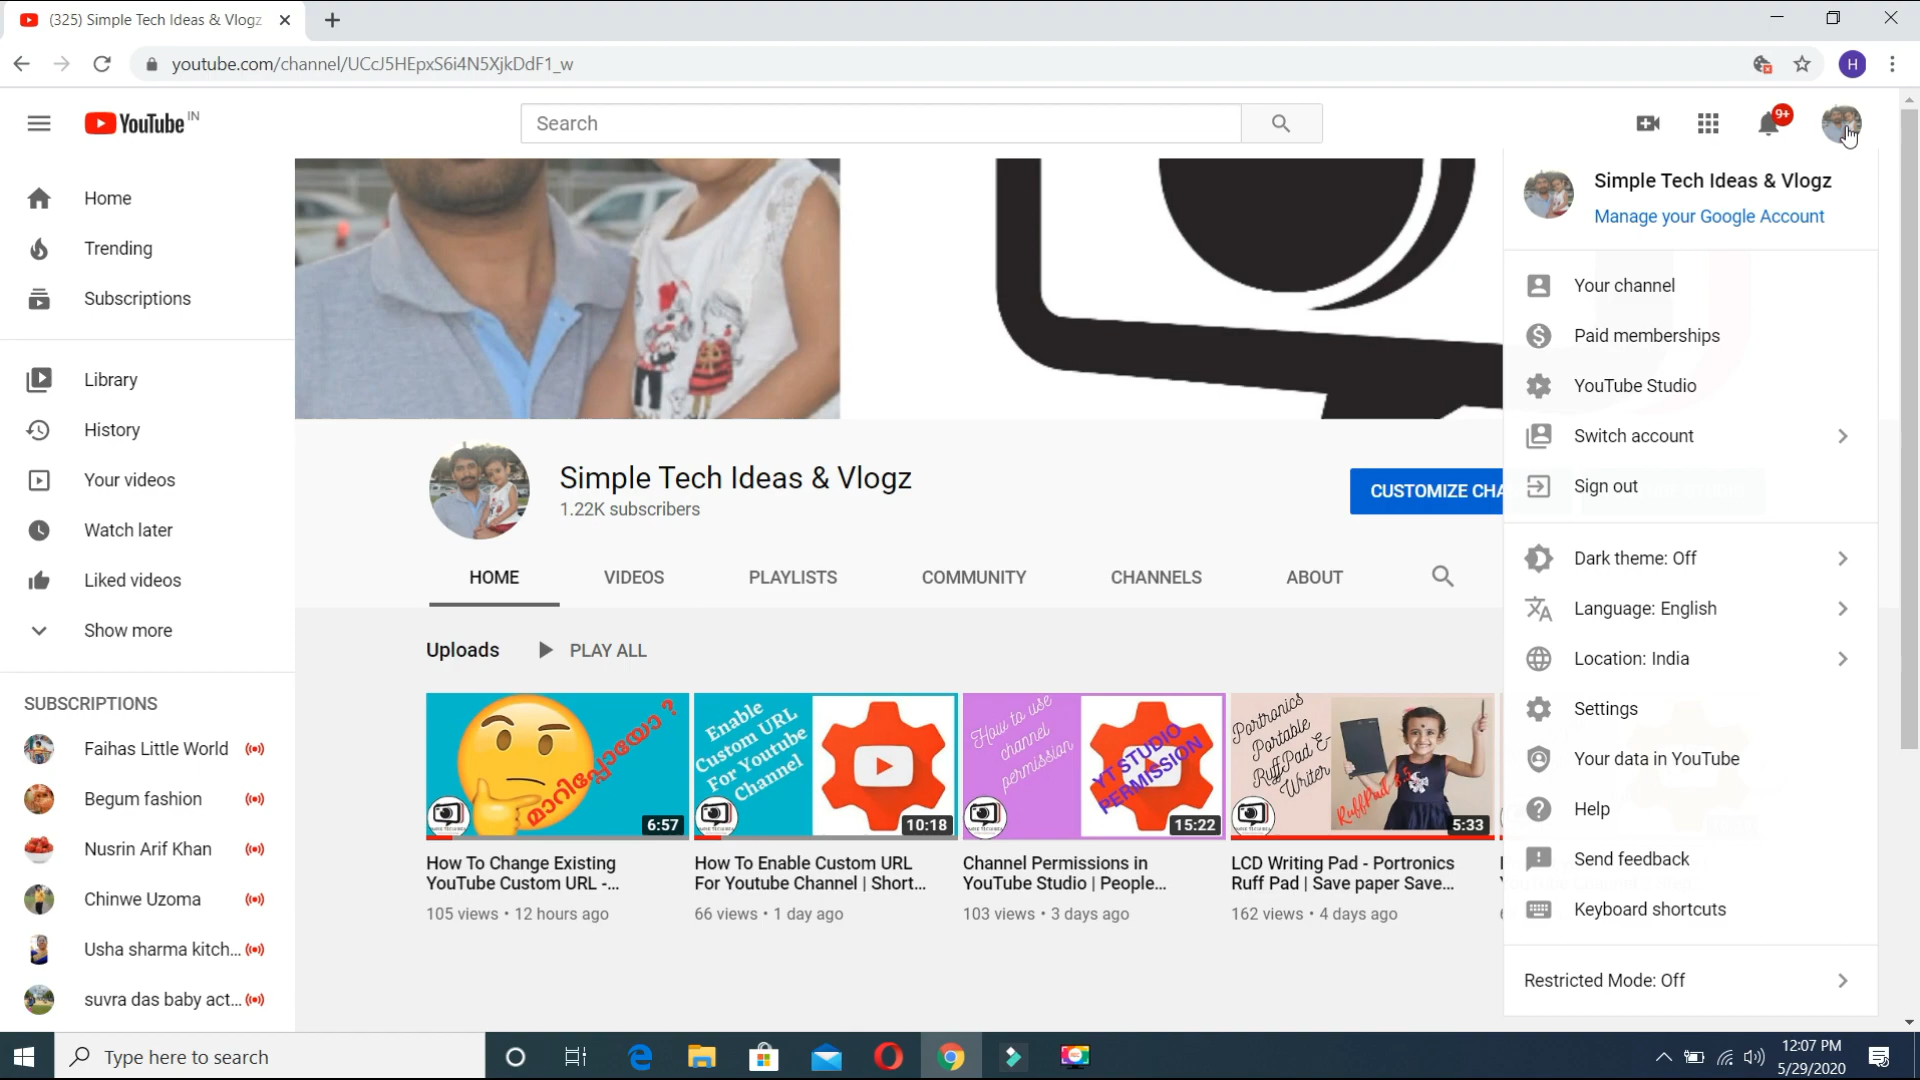 (325) Simple Tech Ideas & Vlogz
youtube.com/channel/UCcJ5HEpxS6i4N5XjkDdF1_w
H
YouTube IN
Search
9+
Home
Trending
Subscriptions
Library
History
Your videos
Watch later
Liked videos
Show more
SUBSCRIPTIONS
Faihas Little World
Begum fashion
Nusrin Arif Khan
Chinwe Uzoma
Usha sharma kitch...
suvra das baby act...
Simple Tech Ideas & Vlogz
1.22K subscribers
CUSTOMIZE CHA
HOME VIDEOS PLAYLISTS COMMUNITY CHANNELS ABOUT
Uploads PLAY ALL
മാറിപ്പോയോ ?
6:57
How To Change Existing
YouTube Custom URL -...
105 views • 12 hours ago
Enable
Custom URL
For Youtube
Channel
10:18
How To Enable Custom URL
For Youtube Channel | Short...
66 views • 1 day ago
How to use
channel
permission
YT STUDIO
PERMISSION
15:22
Channel Permissions in
YouTube Studio | People...
103 views • 3 days ago
Portronics
Portable
RuffPad E
Writer
RuffPad 8.5
5:33
LCD Writing Pad - Portronics
Ruff Pad | Save paper Save...
162 views • 4 days ago
Simple Tech Ideas & Vlogz
Manage your Google Account
Your channel
Paid memberships
YouTube Studio
Switch account
Sign out
Dark theme: Off
Language: English
Location: India
Settings
Your data in YouTube
Help
Send feedback
Keyboard shortcuts
Restricted Mode: Off
Type here to search
12:07 PM
5/29/2020